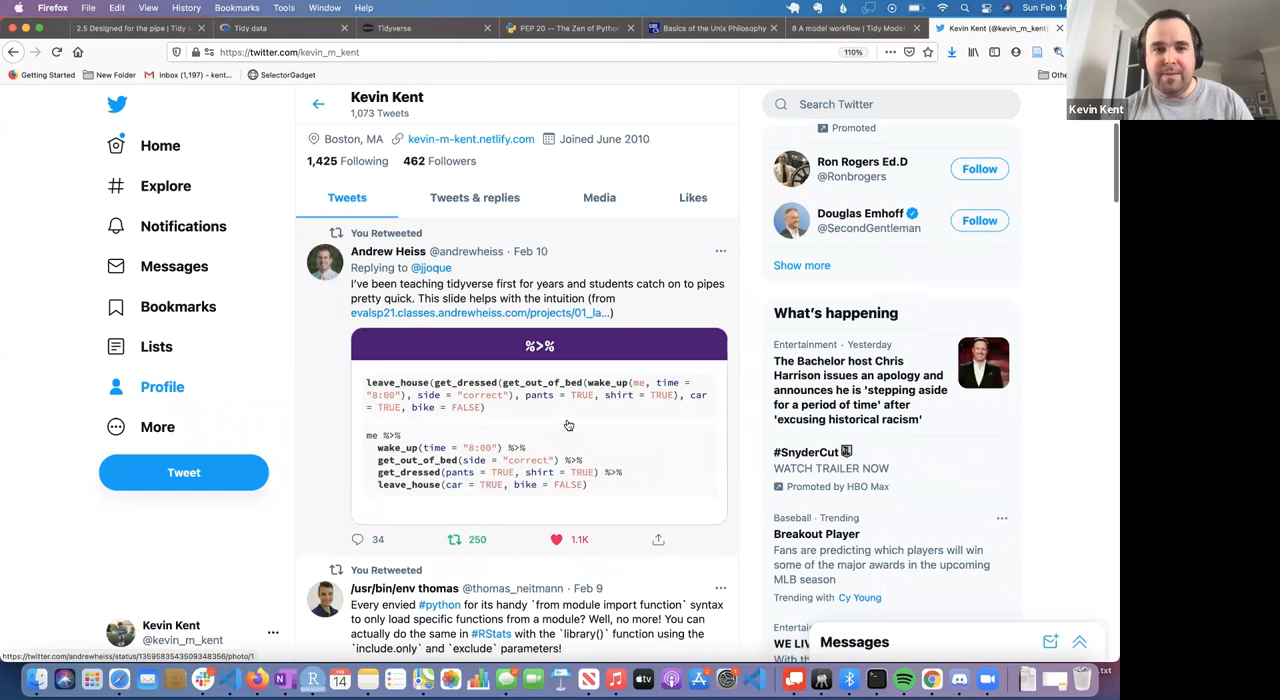 Firefox File Edit View History Bookmarks Tools Window Help
Sun Feb 14
2.5 Designed for the pipe | Tidy
Tidy data
Tidyverse
PEP 20 -- The Zen of Python
Basics of the Unix Philosophy
8 A model workflow | Tidy Model
Kevin Kent (@kevin_m_kent)
https://twitter.com/kevin_m_kent
110%
Getting Started
New Folder
Inbox (1,197) - kent...
SelectorGadget
Kevin Kent
Home
Explore
Notifications
Messages
Bookmarks
Lists
Profile
More
Tweet
Kevin Kent
@kevin_m_kent
Kevin Kent
1,073 Tweets
Boston, MA
kevin-m-kent.netlify.com
Joined June 2010
1,425 Following 462 Followers
Tweets
Tweets & replies
Media
Likes
You Retweeted
Andrew Heiss @andrewheiss · Feb 10
Replying to @jjoque
I've been teaching tidyverse first for years and students catch on to pipes
pretty quick. This slide helps with the intuition (from
evalsp21.classes.andrewheiss.com/projects/01_la...)
%>%
leave_house(get_dressed(get_out_of_bed(wake_up(me, time =
"8:00"), side = "correct"), pants = TRUE, shirt = TRUE), car
= TRUE, bike = FALSE)
me %>%
wake_up(time = "8:00") %>%
get_out_of_bed(side = "correct") %>%
get_dressed(pants = TRUE, shirt = TRUE) %>%
leave_house(car = TRUE, bike = FALSE)
34
250
1.1K
You Retweeted
/usr/bin/env thomas @thomas_neitmann · Feb 9
Every envied #python for its handy `from module import function` syntax
to only load specific functions from a module? Well, no more! You can
actually do the same in #RStats with the `library()` function using the
`include.only` and `exclude` parameters!
Search Twitter
Promoted
Ron Rogers Ed.D
@Ronbrogers
Follow
Douglas Emhoff
@SecondGentleman
Follow
Show more
What's happening
Entertainment · Yesterday
The Bachelor host Chris
Harrison issues an apology and
announces he is 'stepping aside
for a period of time' after
'excusing historical racism'
#SnyderCut
WATCH TRAILER NOW
Promoted by HBO Max
Baseball · Trending
Breakout Player
Fans are predicting which players will win
some of the major awards in the upcoming
MLB season
Trending with Cy Young
Messages
https://twitter.com/andrewheiss/status/1359583543509348356/photo/1
14
.txt